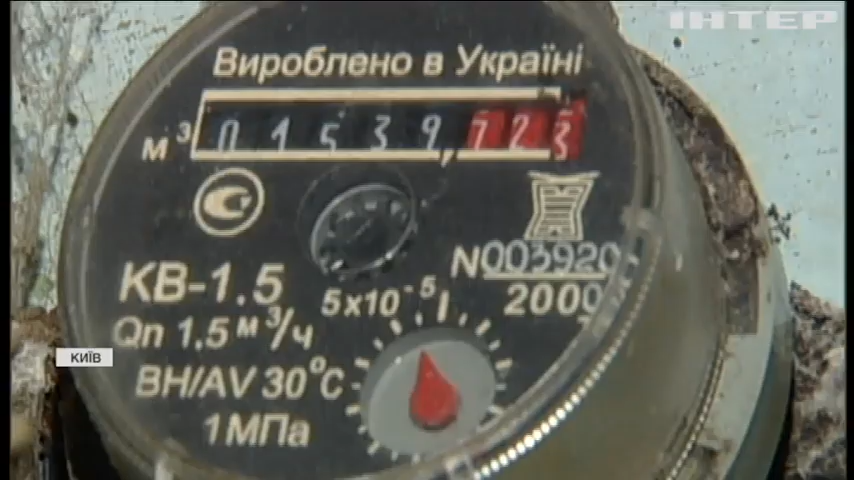 ІНТЕР
Вироблено в Україні
м³ 01539,723
КВ-1.5
N003920
5x10⁻⁵
2000
Qn 1.5 м³/ч
КИЇВ
BH/AV 30°C
1МПа